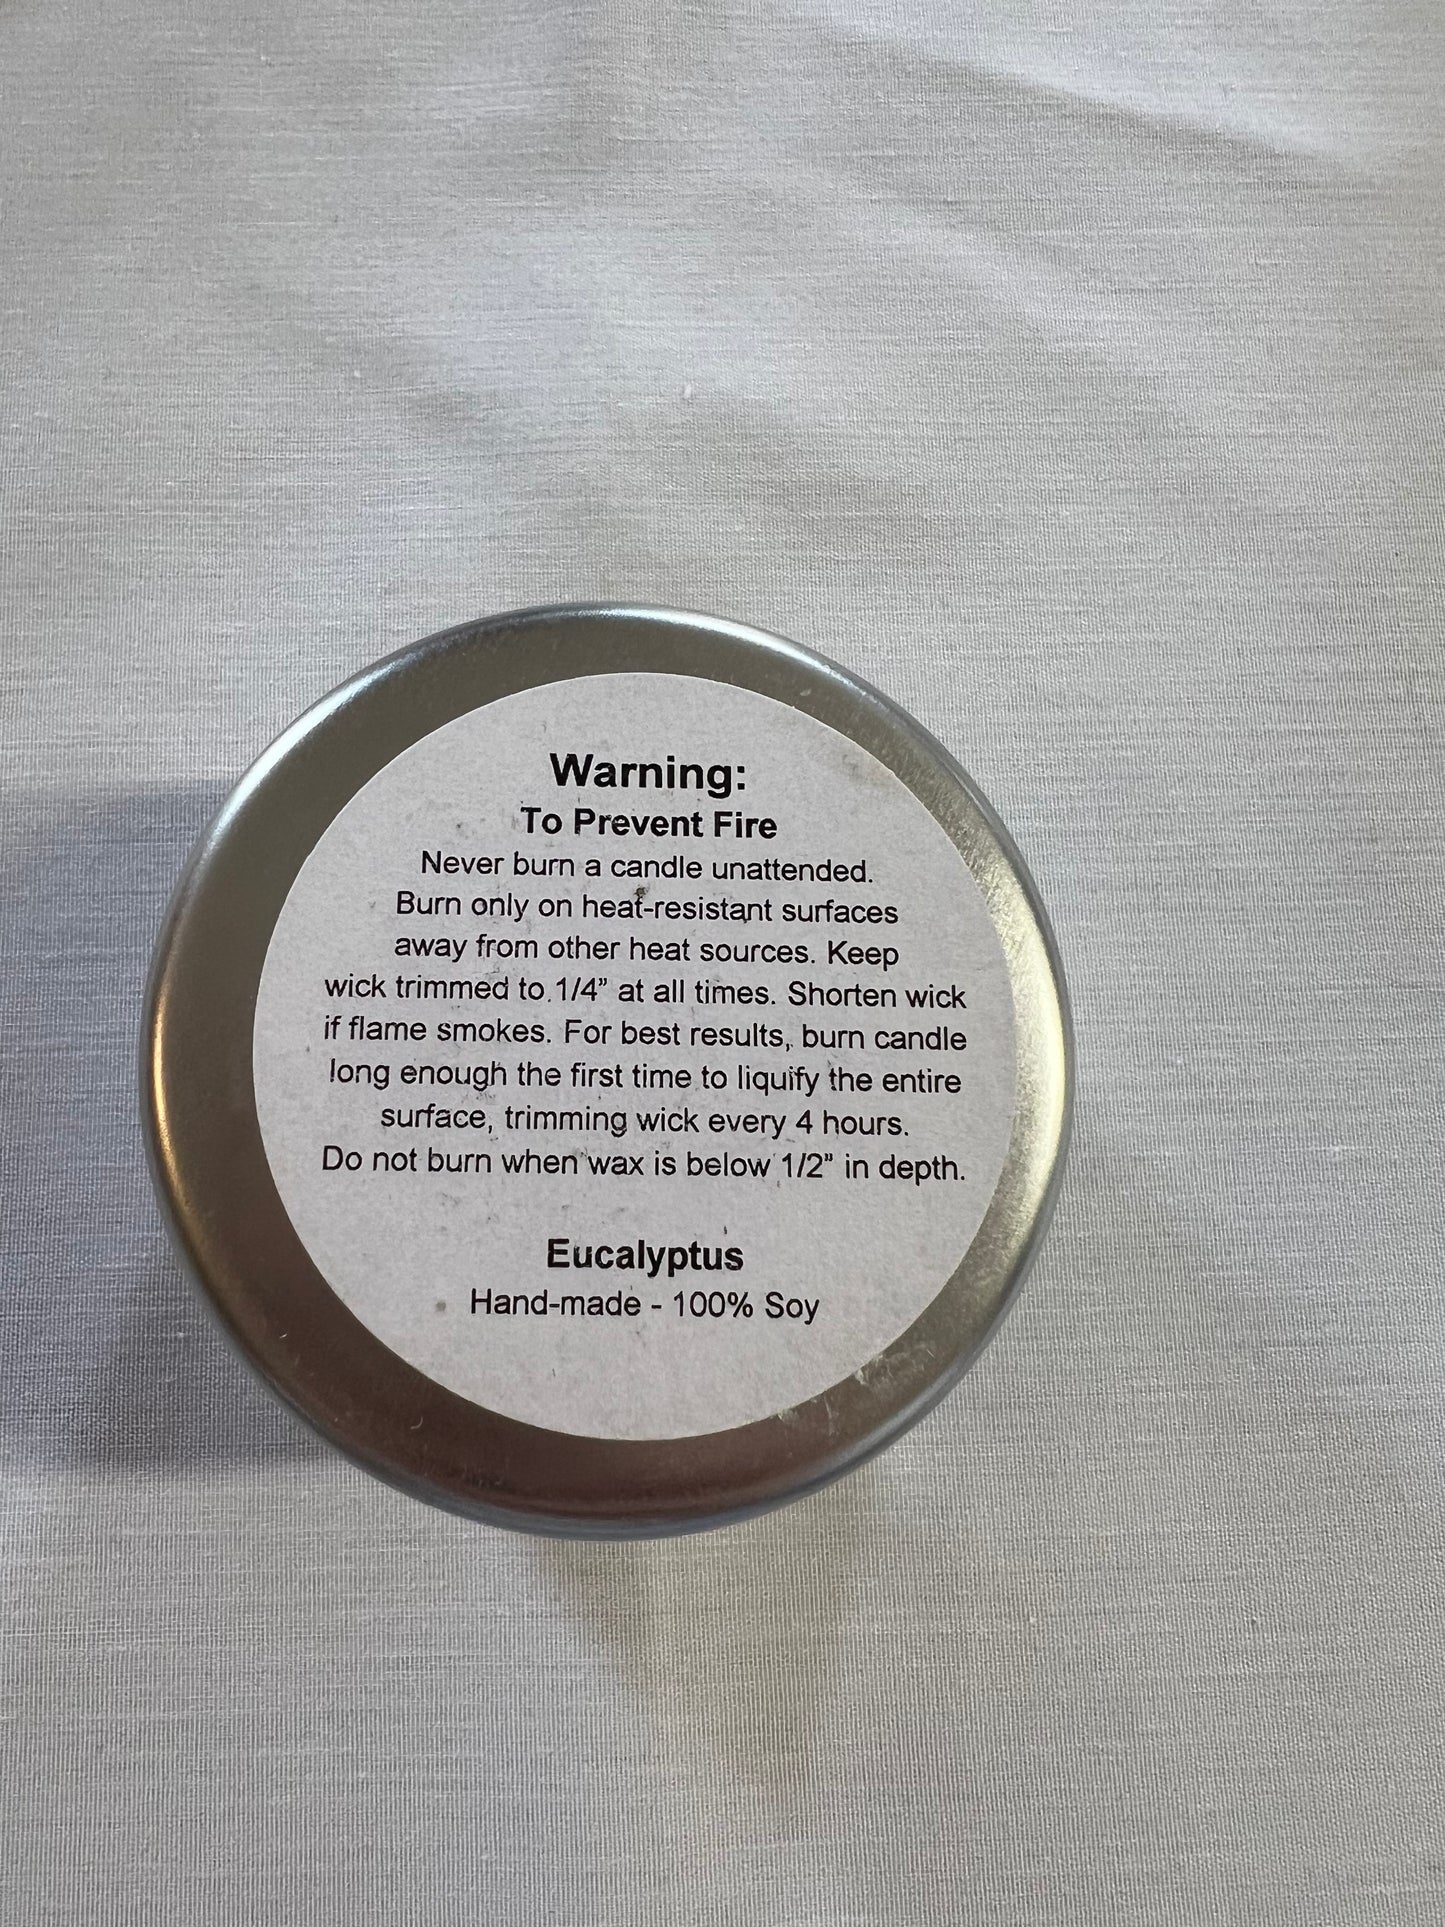 Warning:
To Prevent Fire
Never burn a candle unattended.
Burn only on heat-resistant surfaces
away from other heat sources. Keep
wick trimmed to 1/4” at all times. Shorten wick
if flame smokes. For best results, burn candle
long enough the first time to liquify the entire
surface, trimming wick every 4 hours.
Do not burn when wax is below 1/2” in depth.
Eucalyptus
Hand-made - 100% Soy